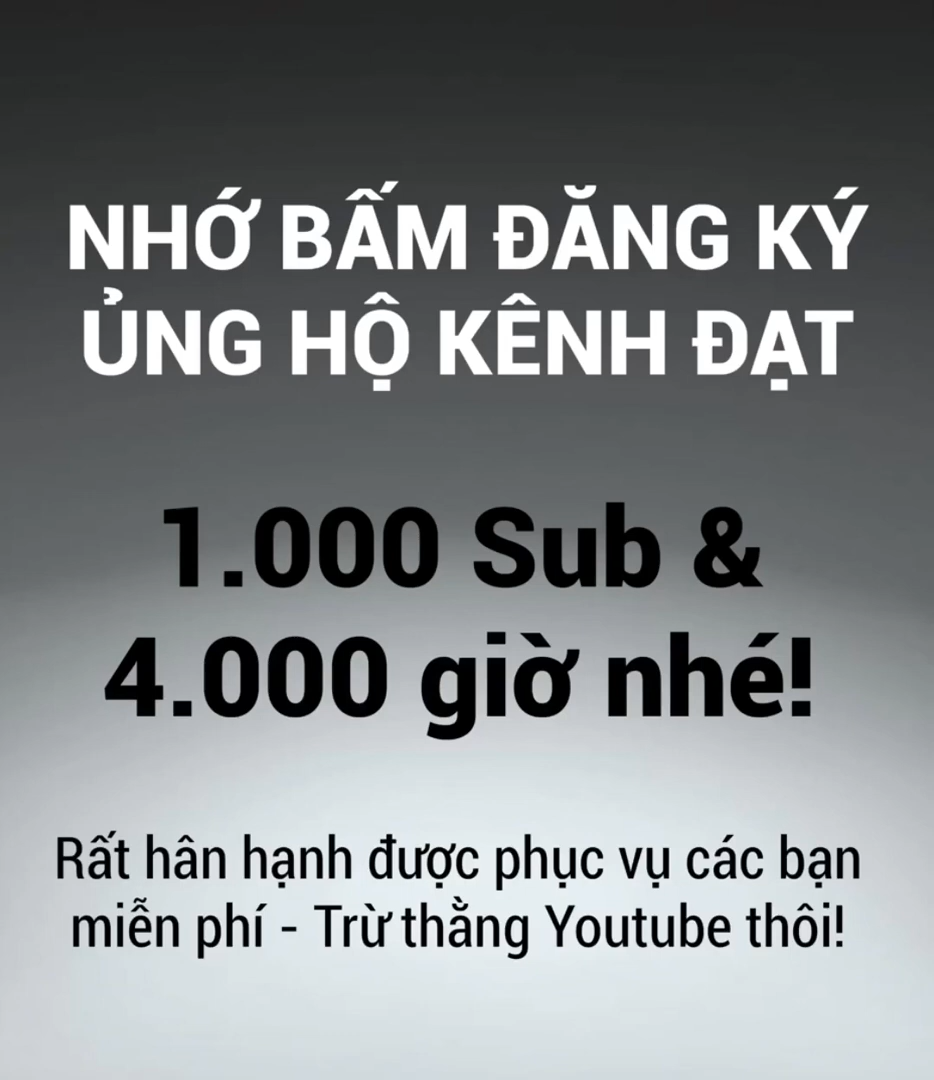 NHỚ BẤM ĐĂNG KÝ
ỦNG HỘ KÊNH ĐẠT
1.000 Sub &
4.000 giờ nhé!
Rất hân hạnh được phục vụ các bạn
miễn phí - Trừ thằng Youtube thôi!